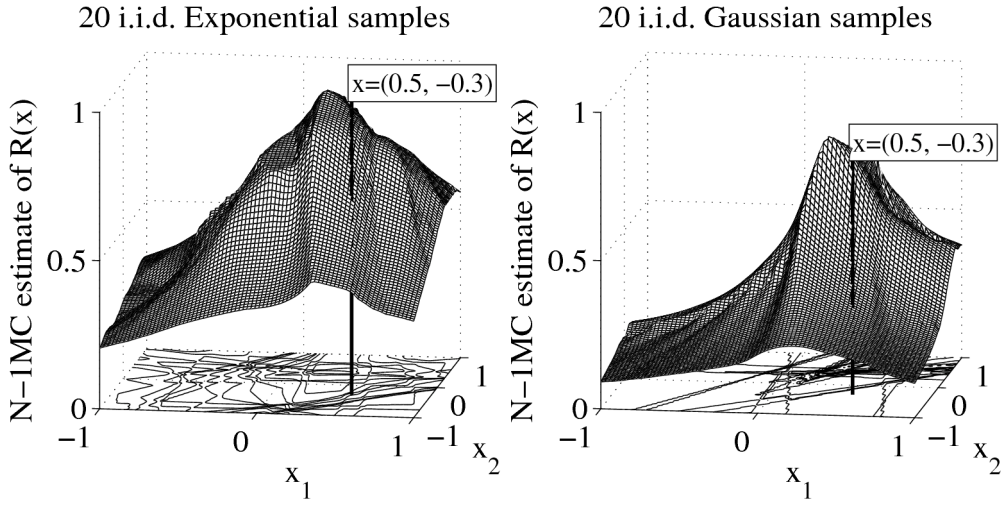 20 i.i.d. Exponential samples
N−1MC estimate of R(x)
1
0.5
0
x=(0.5, −0.3)
−1
0
1
x1
−1
0
1
x2
20 i.i.d. Gaussian samples
N−1MC estimate of R(x)
1
0.5
0
x=(0.5, −0.3)
−1
0
1
x1
−1
0
1
x2